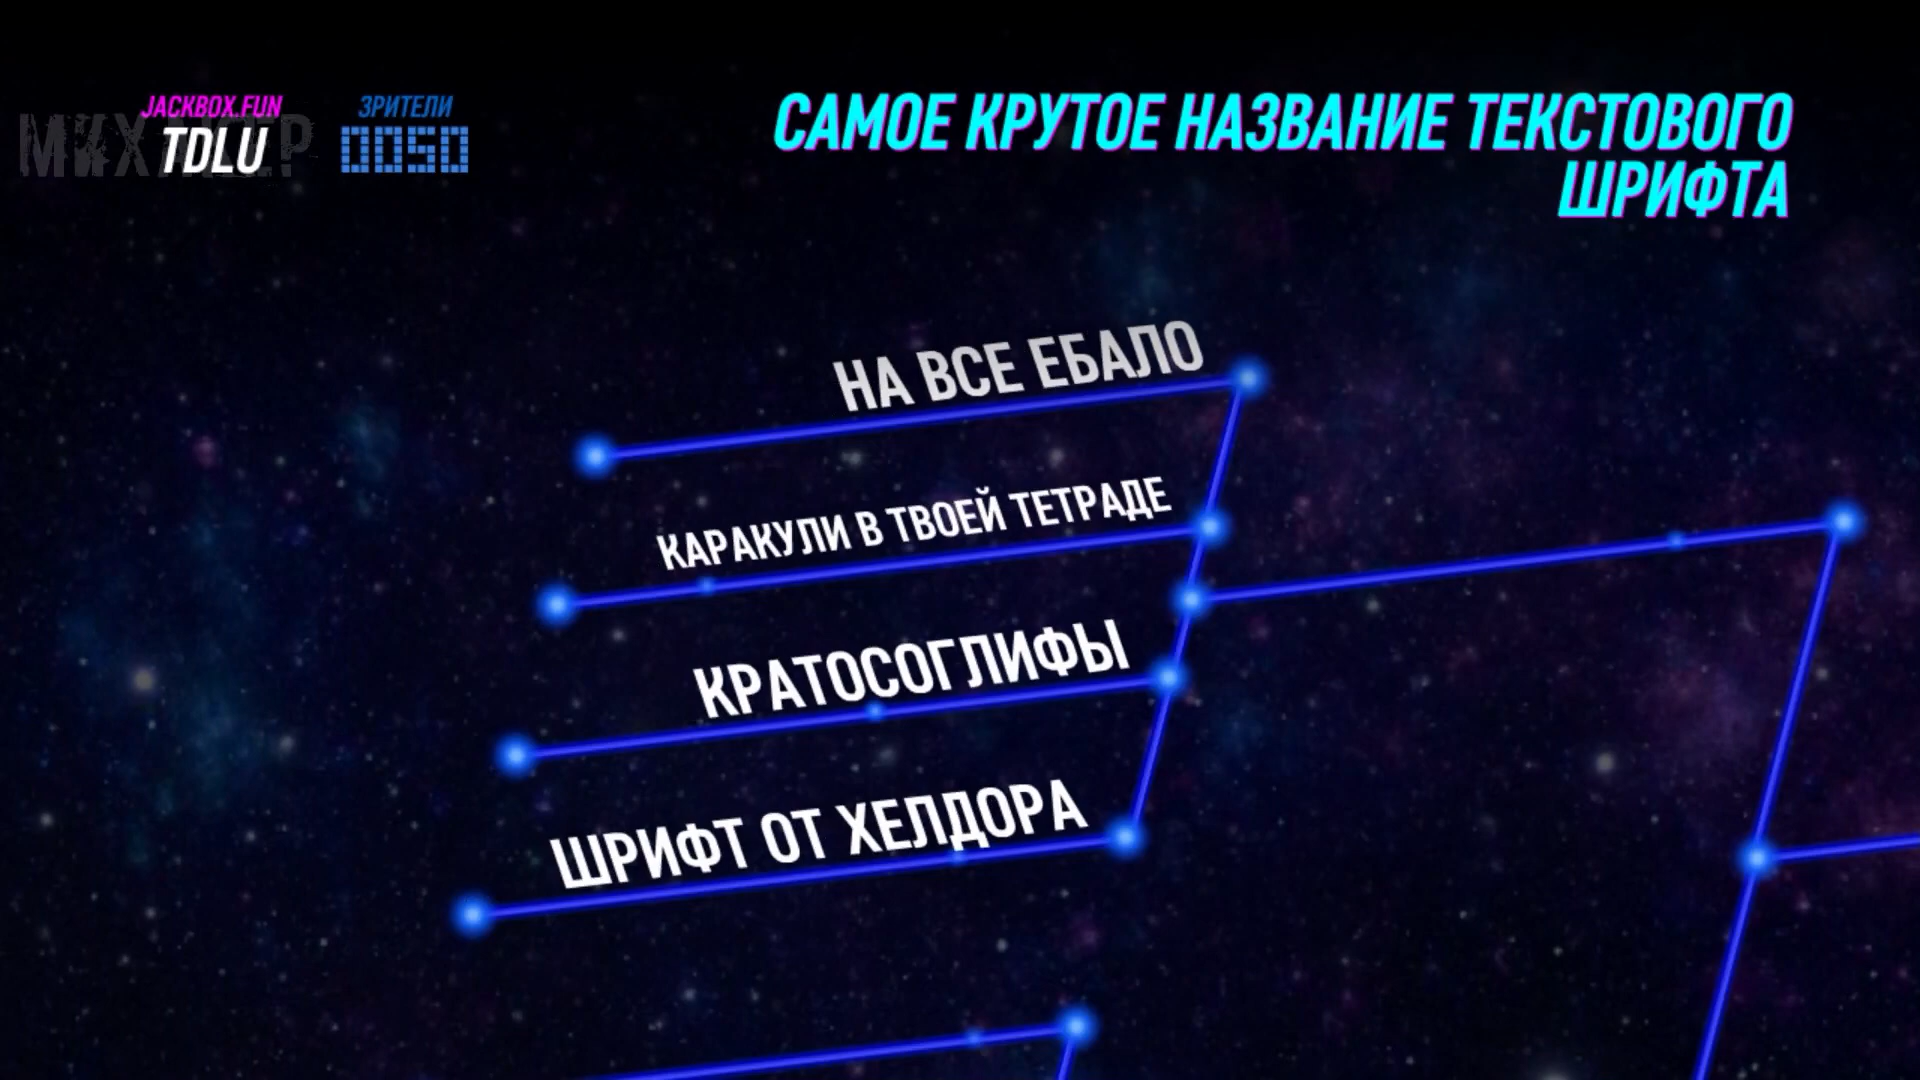 JACKBOX.FUN
TDLU
ЗРИТЕЛИ
0050
САМОЕ КРУТОЕ НАЗВАНИЕ ТЕКСТОВОГО
ШРИФТА
НА ВСЕ ЕБАЛО
КАРАКУЛИ В ТВОЕЙ ТЕТРАДЕ
КРАТОСОГЛИФЫ
ШРИФТ ОТ ХЕЛДОРА